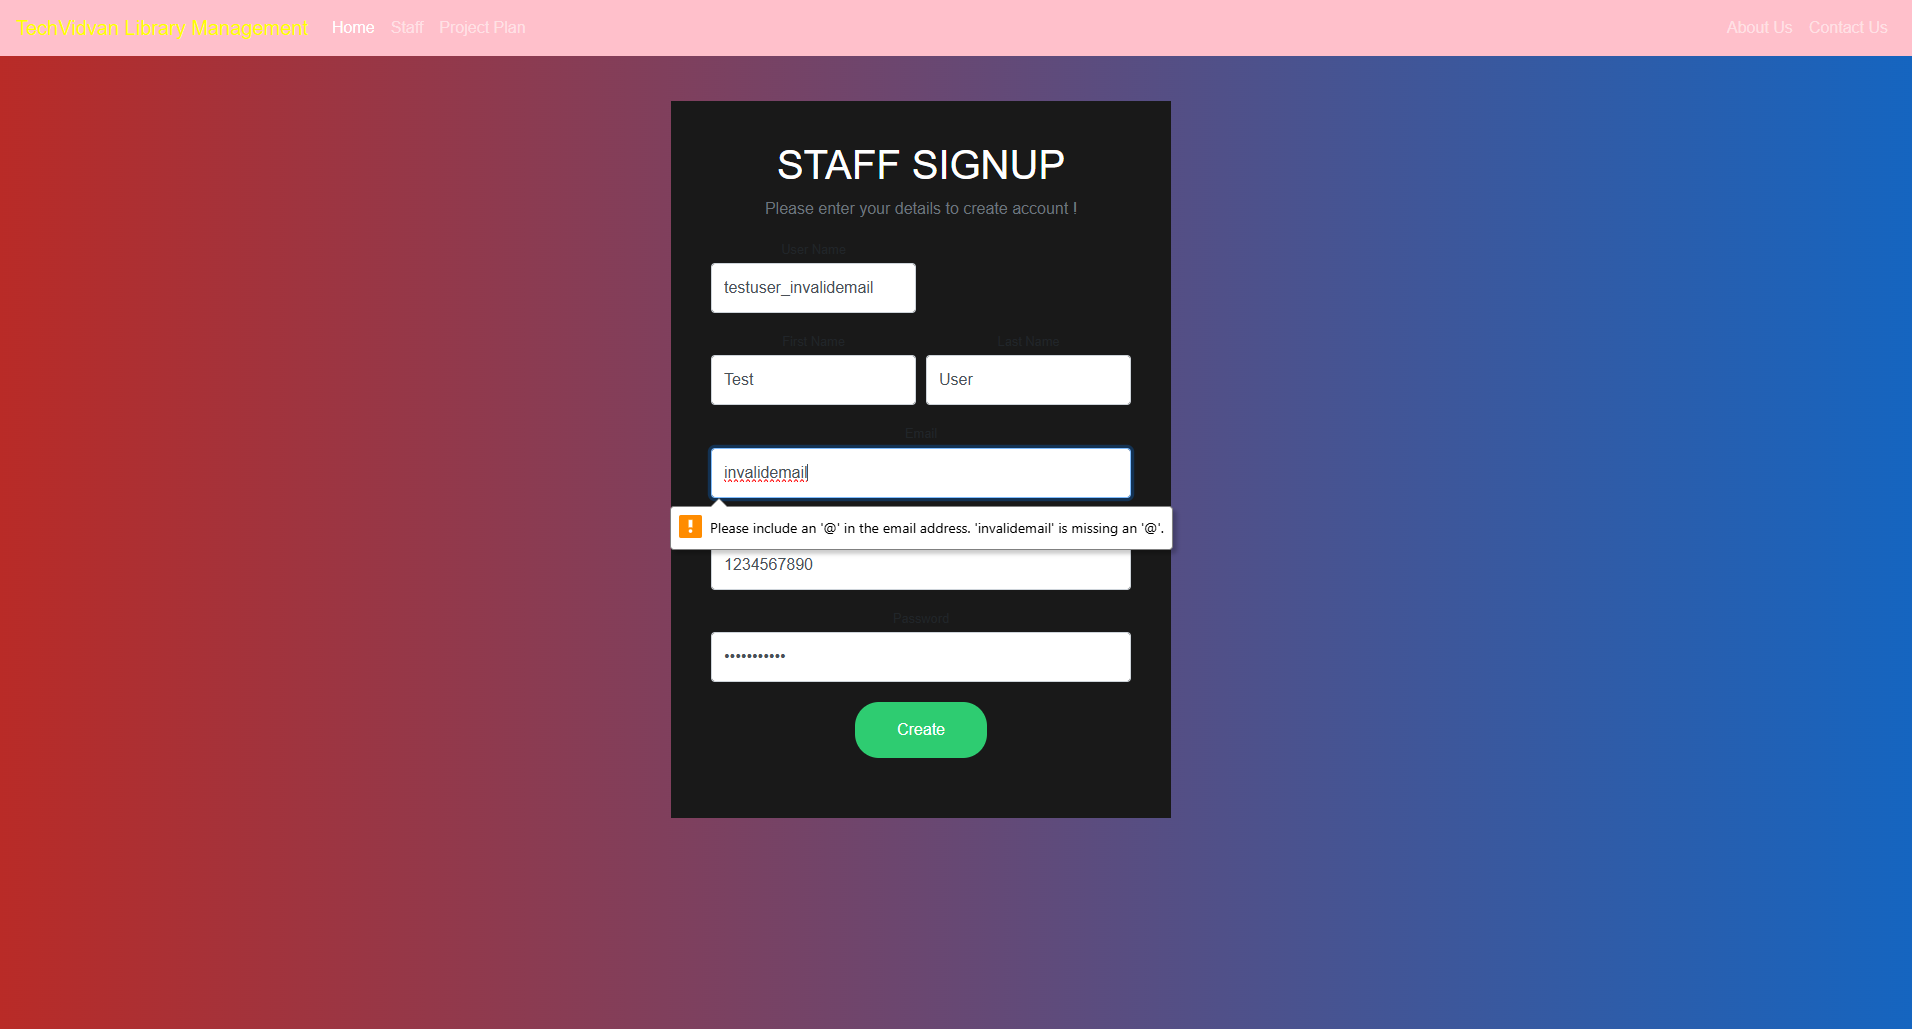 TechVidvan Library Management Home Staff Project Plan About Us Contact Us
STAFF SIGNUP
Please enter your details to create account !
User Name
testuser_invalidemail
First Name Last Name
Test User
Email
invalidemail
Please include an '@' in the email address. 'invalidemail' is missing an '@'.
1234567890
Password
•••••••••••
Create